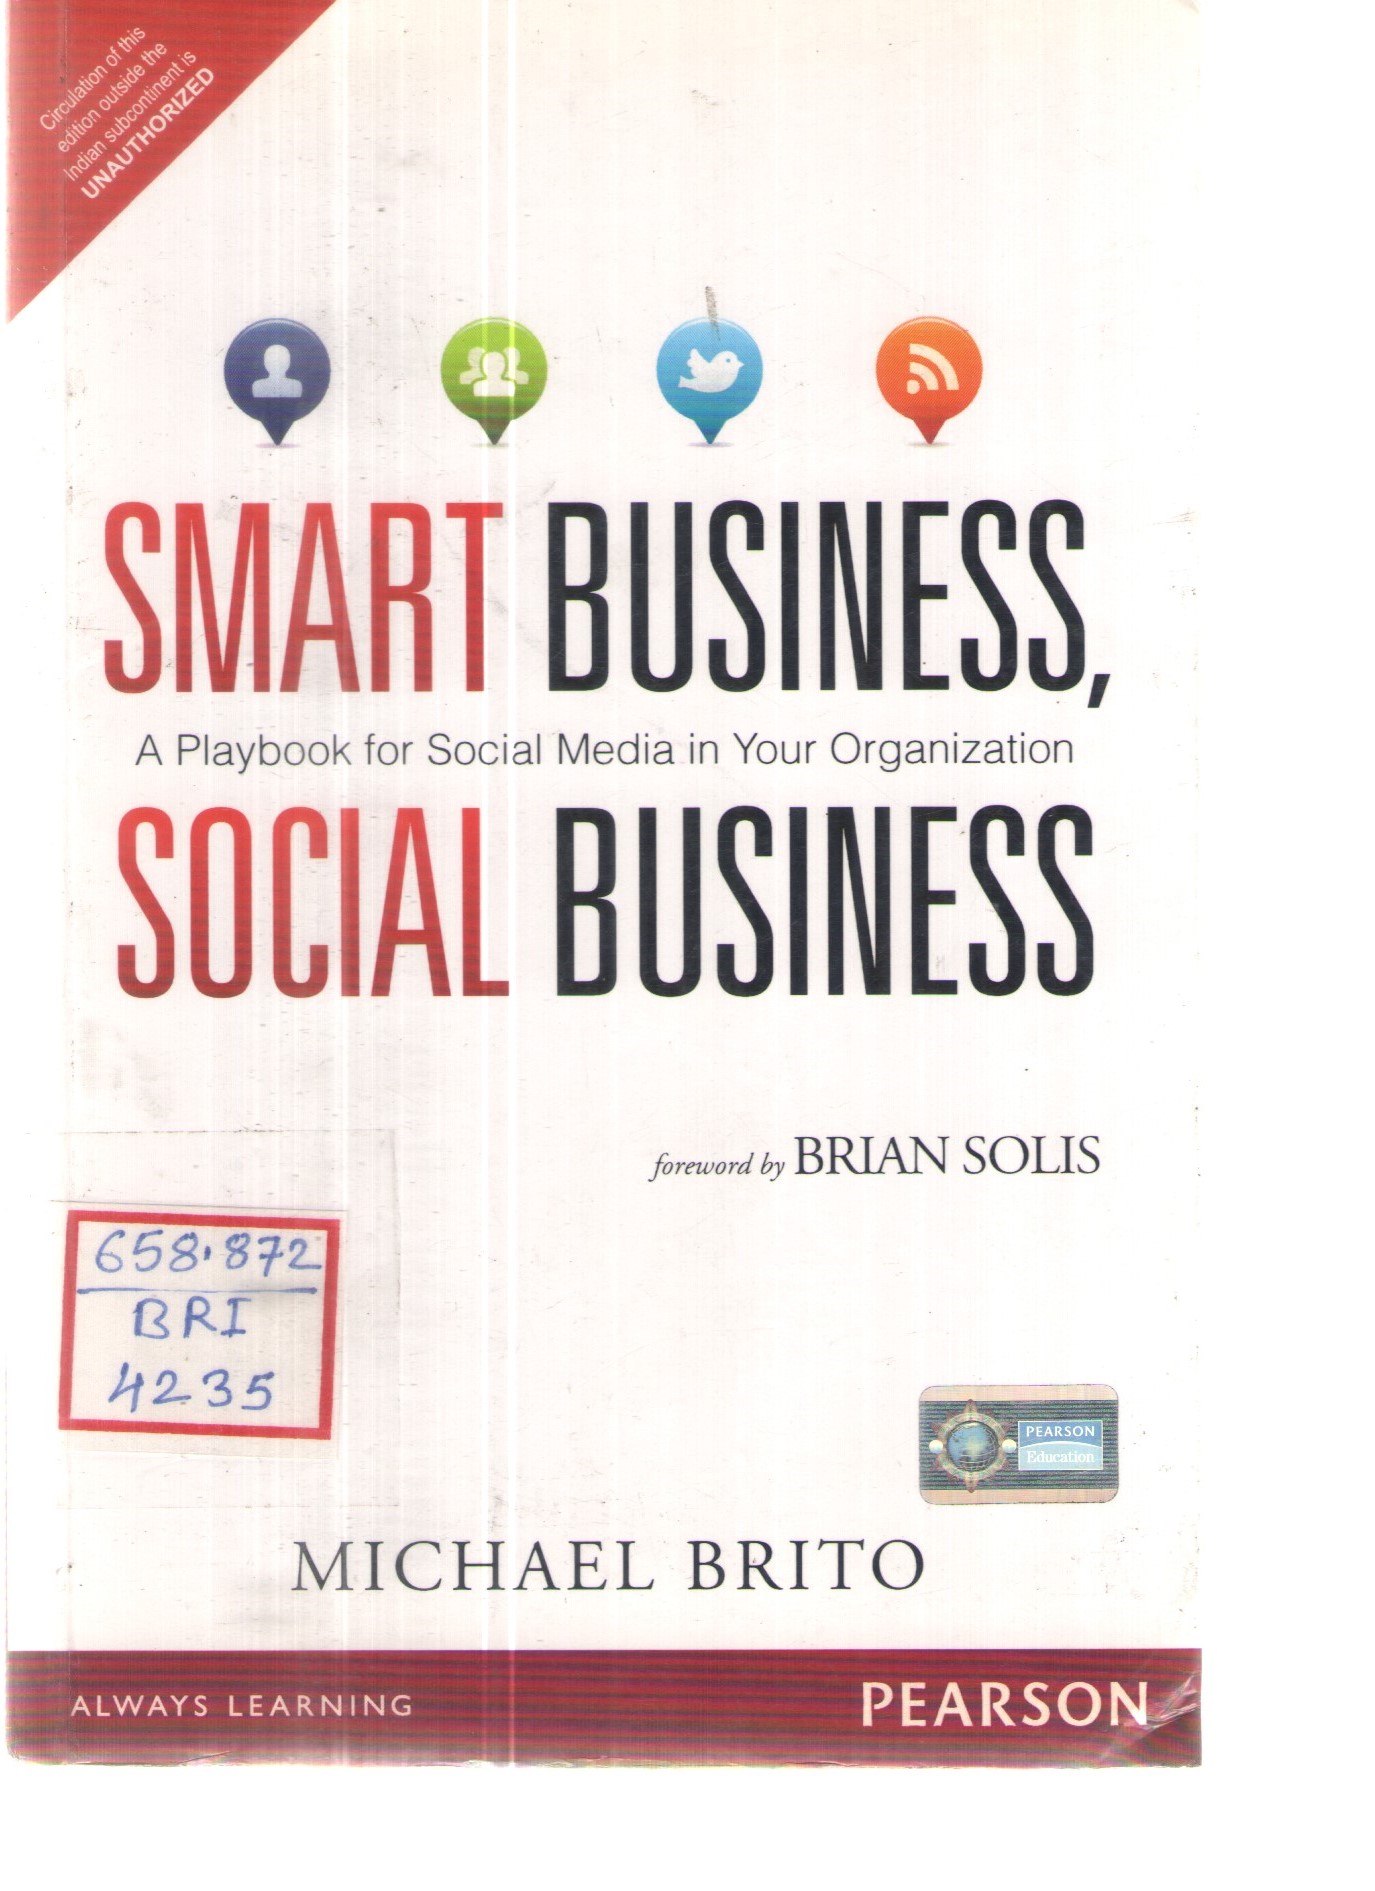 Circulation of this
edition outside the
Indian subcontinent is
UNAUTHORIZED
SMART BUSINESS,
A Playbook for Social Media in Your Organization
SOCIAL BUSINESS
foreword by BRIAN SOLIS
658.872
BRI
4235
PEARSON
Education
MICHAEL BRITO
ALWAYS LEARNING
PEARSON